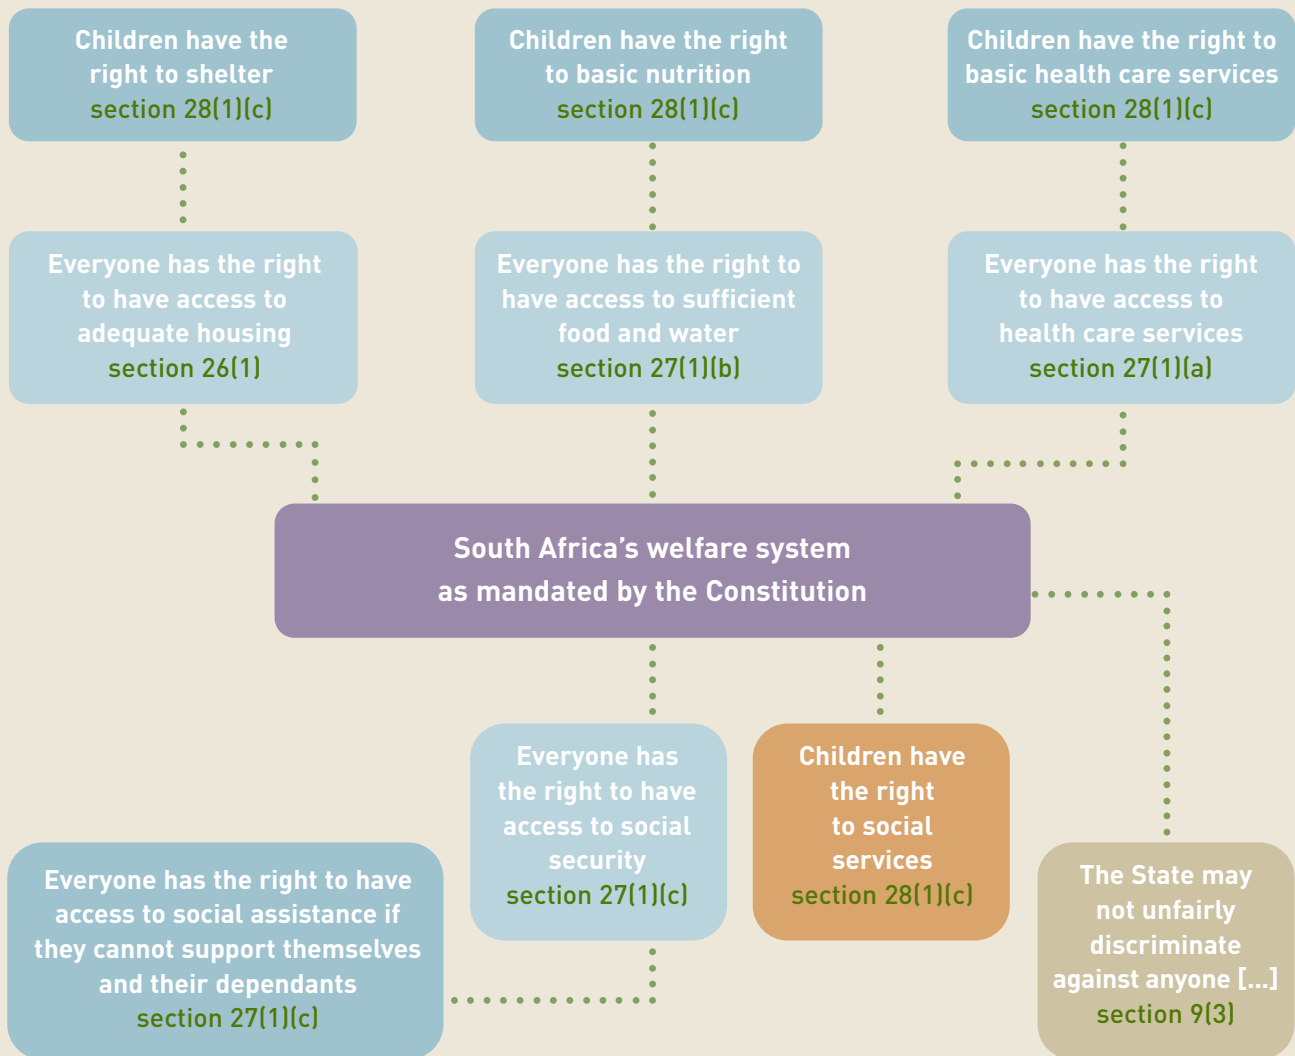 Children have the
right to shelter
section 28(1)(c)
Children have the right
to basic nutrition
section 28(1)(c)
Children have the right to
basic health care services
section 28(1)(c)
Everyone has the right
to have access to
adequate housing
section 26(1)
Everyone has the right to
have access to sufficient
food and water
section 27(1)(b)
Everyone has the right
to have access to
health care services
section 27(1)(a)
South Africa’s welfare system
as mandated by the Constitution
Everyone has
the right to have
access to social
security
section 27(1)(c)
Children have
the right
to social
services
section 28(1)(c)
Everyone has the right to have
access to social assistance if
they cannot support themselves
and their dependants
section 27(1)(c)
The State may
not unfairly
discriminate
against anyone [...]
section 9(3)